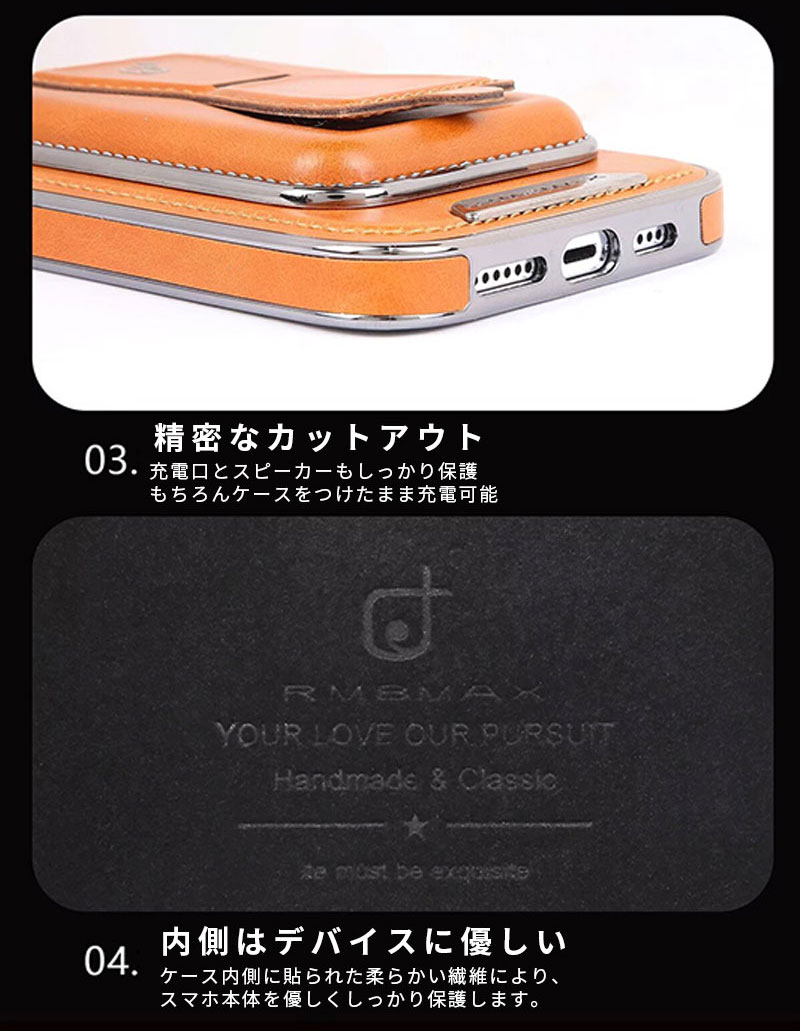 03.
精密なカットアウト
充電口とスピーカーもしっかり保護
もちろんケースをつけたまま充電可能
RMBMAX
YOUR LOVE OUR PURSUIT
Handmade & Classic
ite must be exquisite
04.
内側はデバイスに優しい
ケース内側に貼られた柔らかい繊維により、
スマホ本体を優しくしっかり保護します。